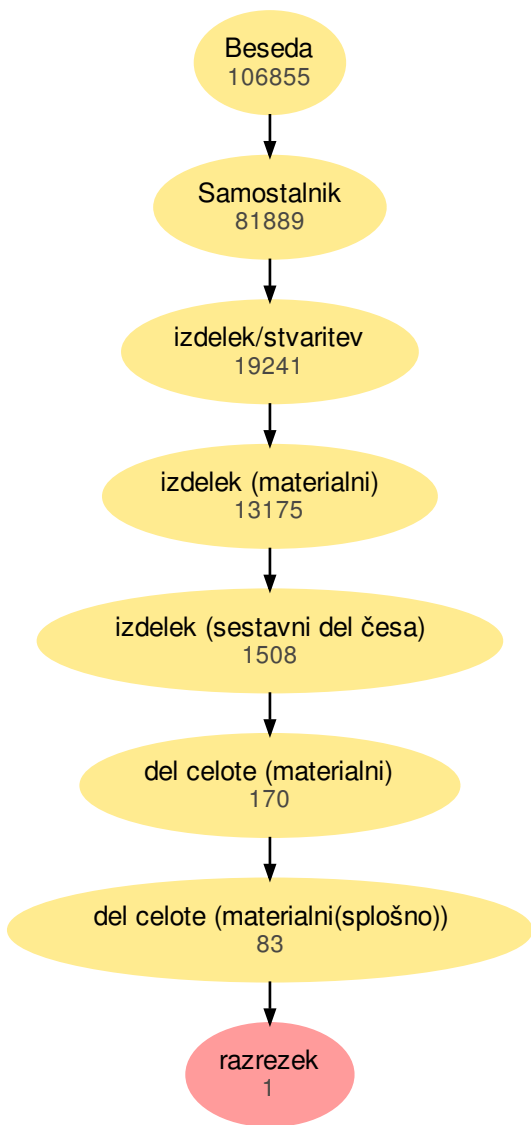 Beseda
106855
Samostalnik
81889
izdelek/stvaritev
19241
izdelek (materialni)
13175
izdelek (sestavni del česa)
1508
del celote (materialni)
170
del celote (materialni(splošno))
83
razrezek
1